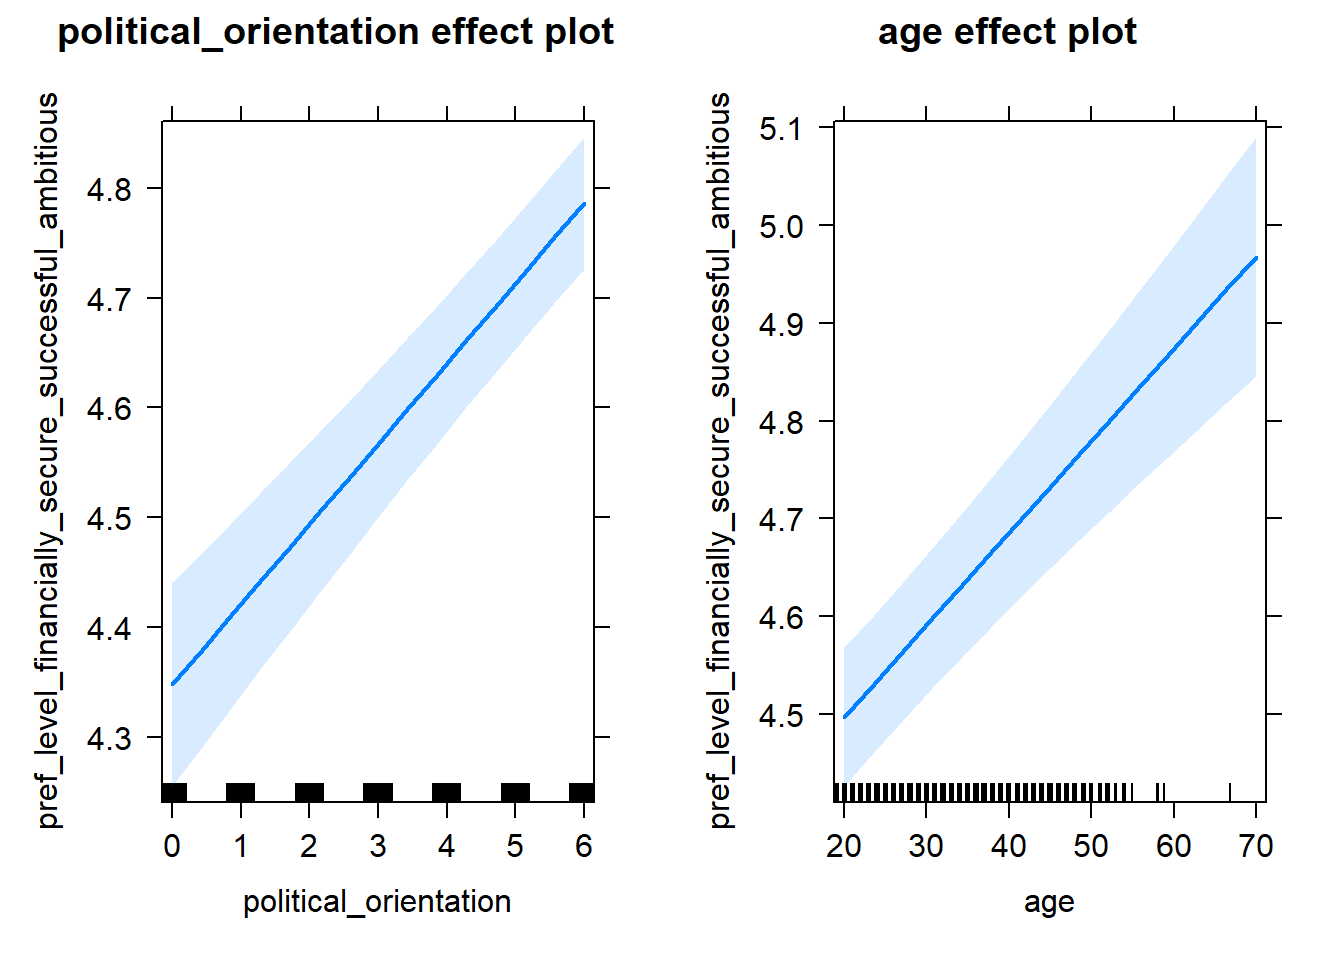 political_orientation effect plot
pref_level_financially_secure_successful_ambitious
4.8
4.7
4.6
4.5
4.4
4.3
0 1 2 3 4 5 6
political_orientation
age effect plot
pref_level_financially_secure_successful_ambitious
5.1
5.0
4.9
4.8
4.7
4.6
4.5
20 30 40 50 60 70
age